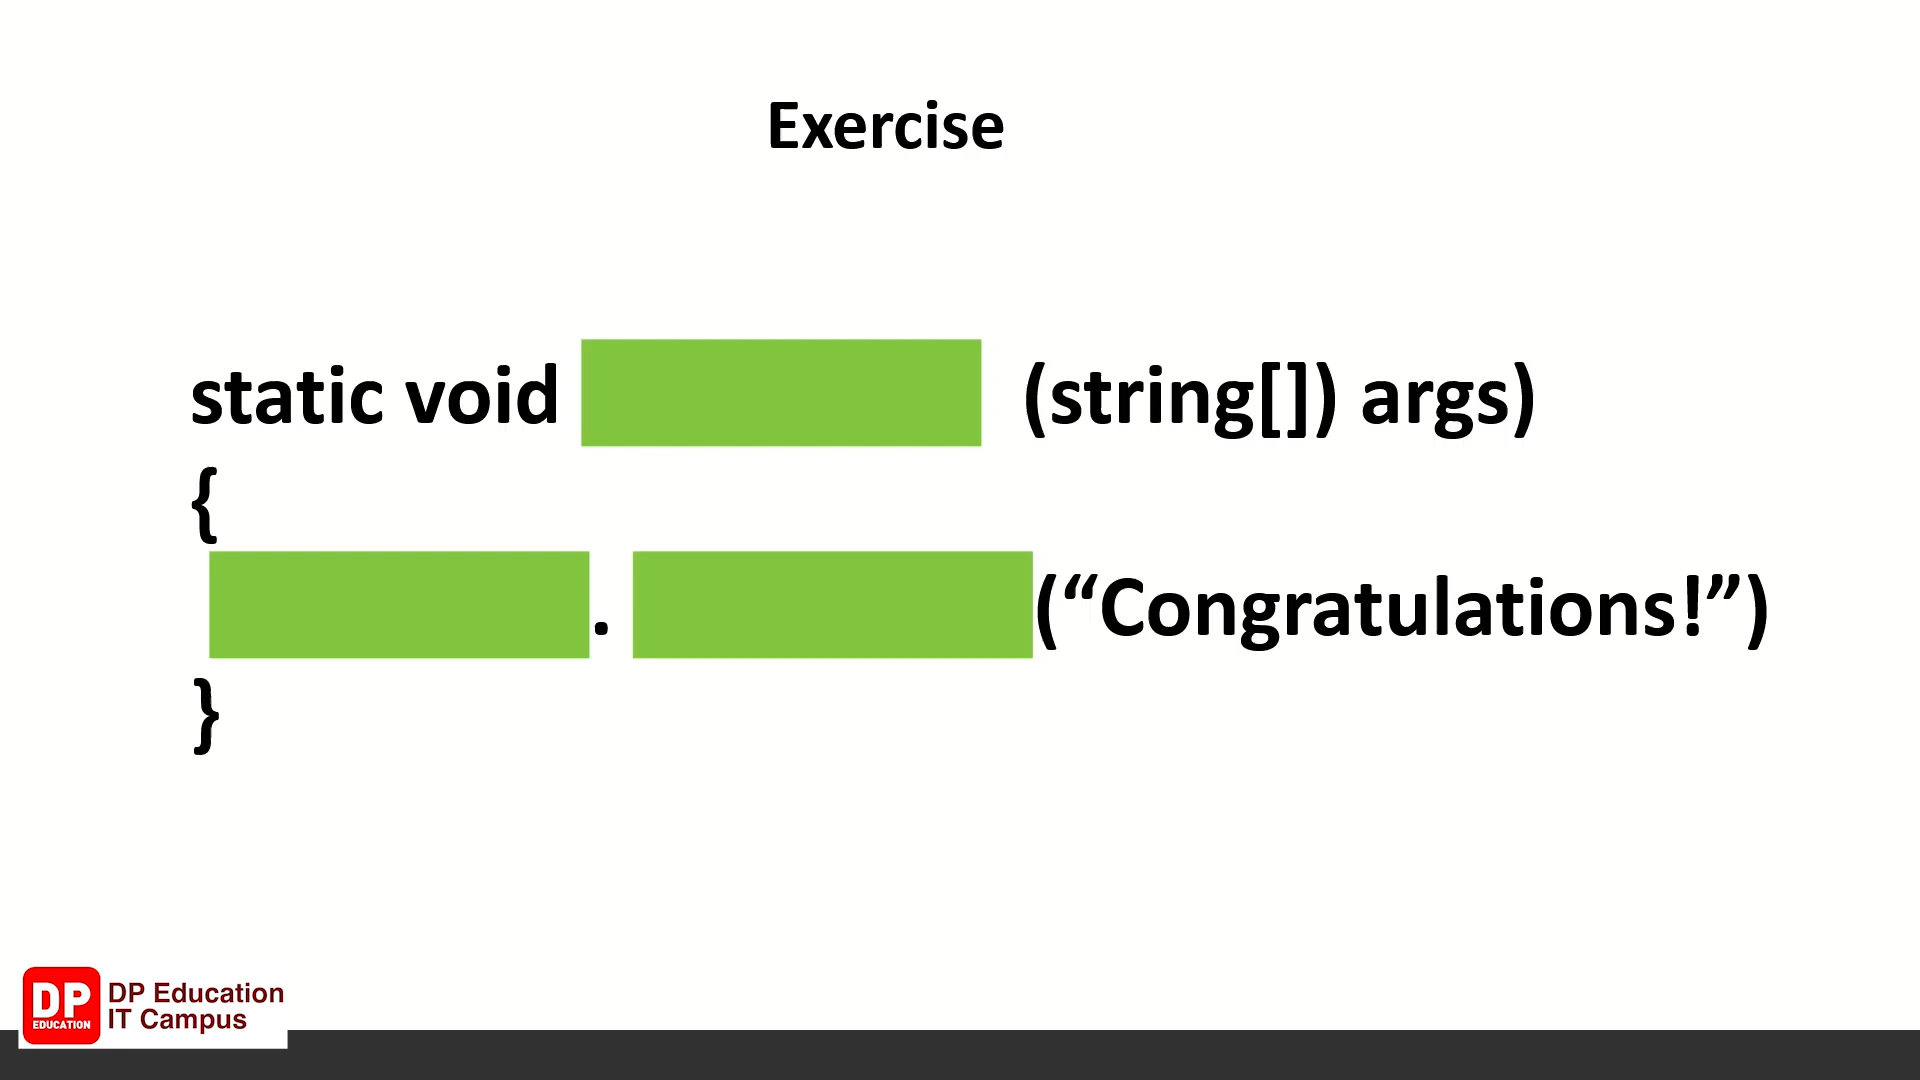 Exercise
static void (string[]) args)
{
. (“Congratulations!”)
}
DP
EDUCATION
DP Education
IT Campus